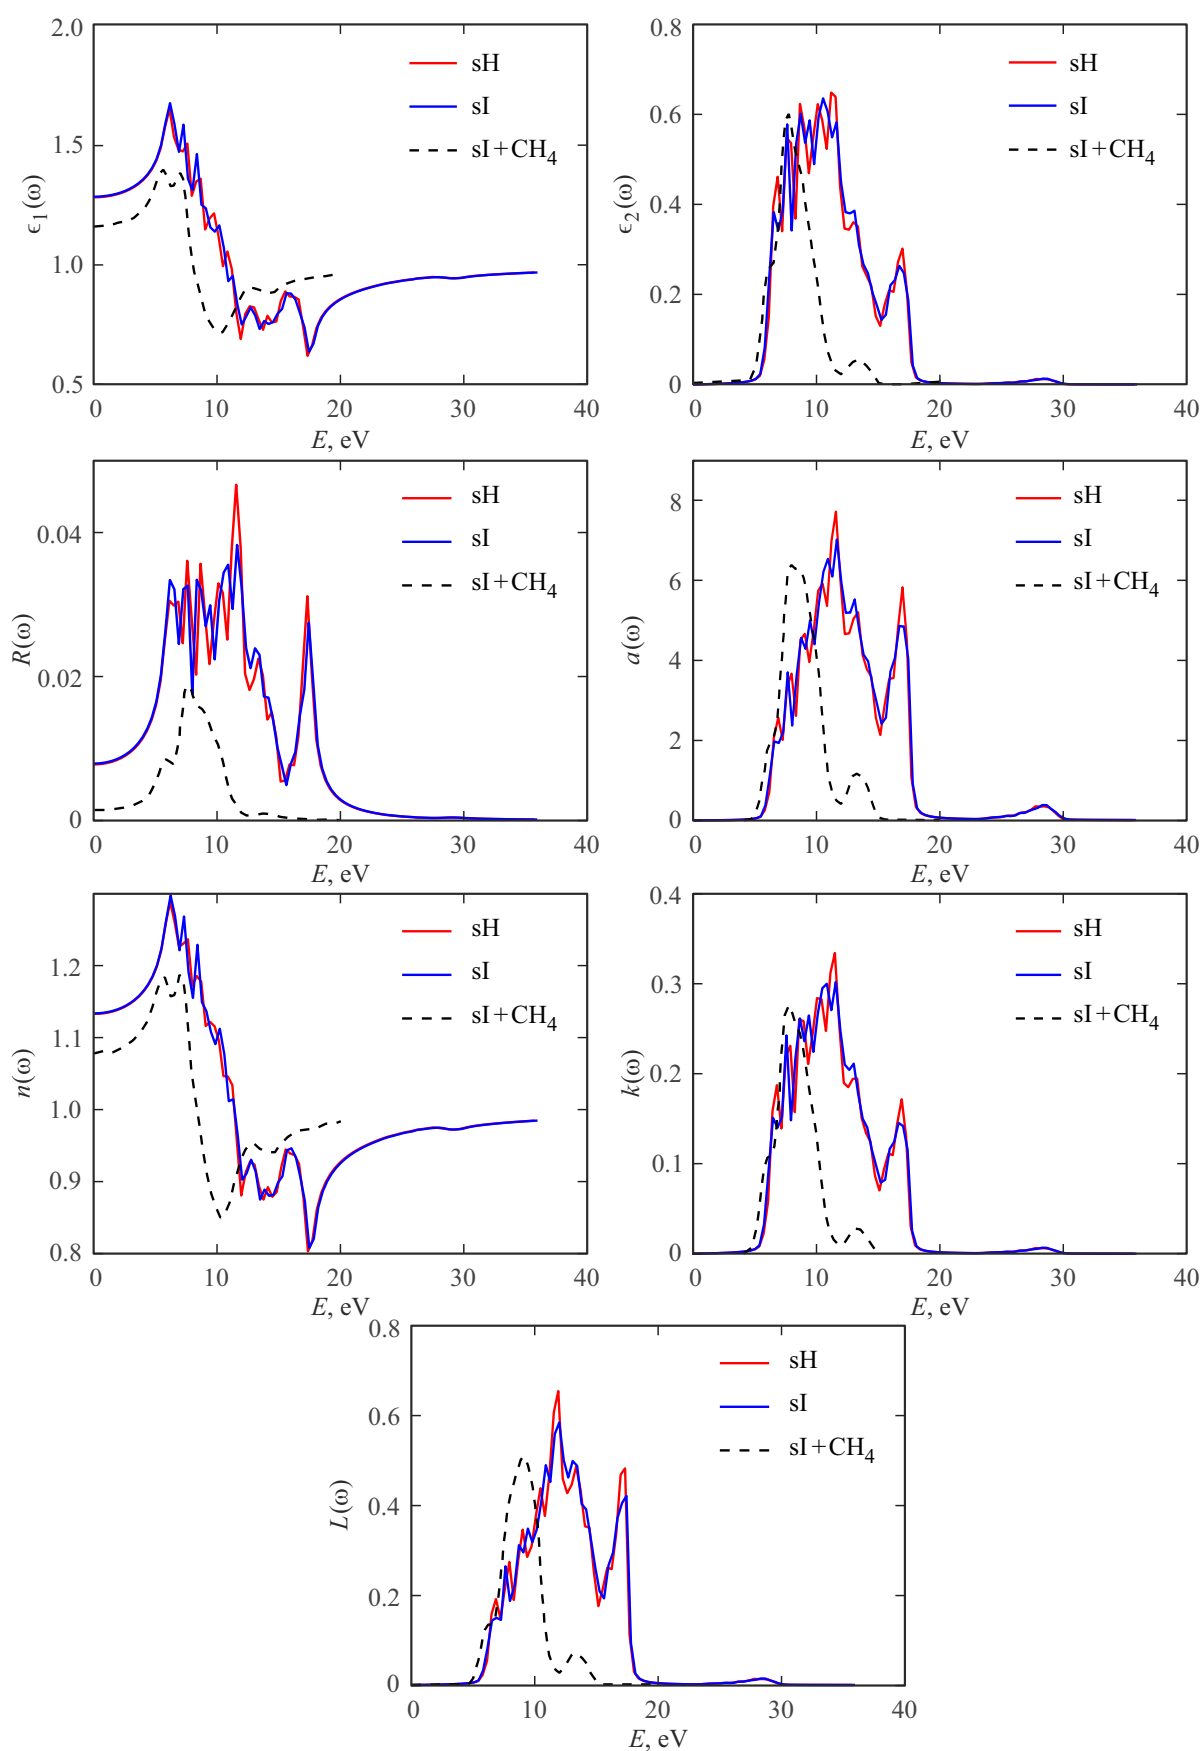 2.0
1.5
1.0
0.5
ϵ1(ω)
sH
sI
sI+CH4
0 10 20 30 40
E, eV
0.8
0.6
0.4
0.2
0
ϵ2(ω)
sH
sI
sI+CH4
0 10 20 30 40
E, eV
0.04
0.02
0
R(ω)
sH
sI
sI+CH4
0 10 20 30 40
E, eV
8
6
4
2
0
a(ω)
sH
sI
sI+CH4
0 10 20 30 40
E, eV
1.2
1.1
1.0
0.9
0.8
n(ω)
sH
sI
sI+CH4
0 10 20 30 40
E, eV
0.4
0.3
0.2
0.1
0
k(ω)
sH
sI
sI+CH4
0 10 20 30 40
E, eV
0.8
0.6
0.4
0.2
0
L(ω)
sH
sI
sI+CH4
0 10 20 30 40
E, eV